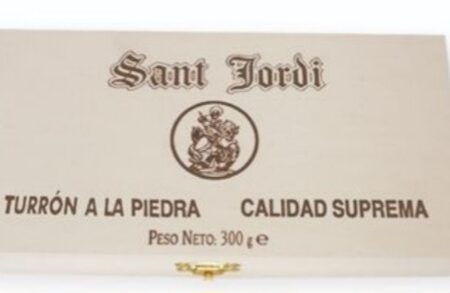 Sant Jordi
TURRÓN A LA PIEDRA CALIDAD SUPREMA
PESO NETO: 300 g ℮